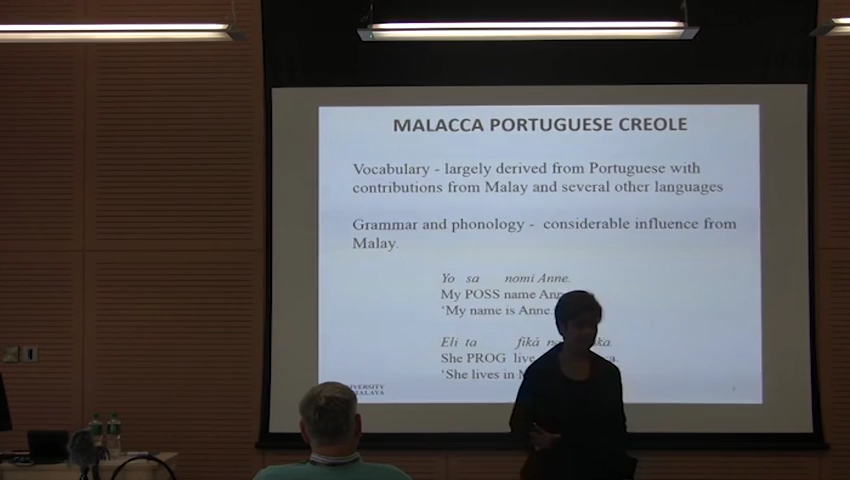 MALACCA PORTUGUESE CREOLE
Vocabulary - largely derived from Portuguese with
contributions from Malay and several other languages
Grammar and phonology - considerable influence from
Malay.
Yo sa nomi Anne.
My POSS name
'My name is Anne.
Eli ta fiká
She PROG live
'She lives in